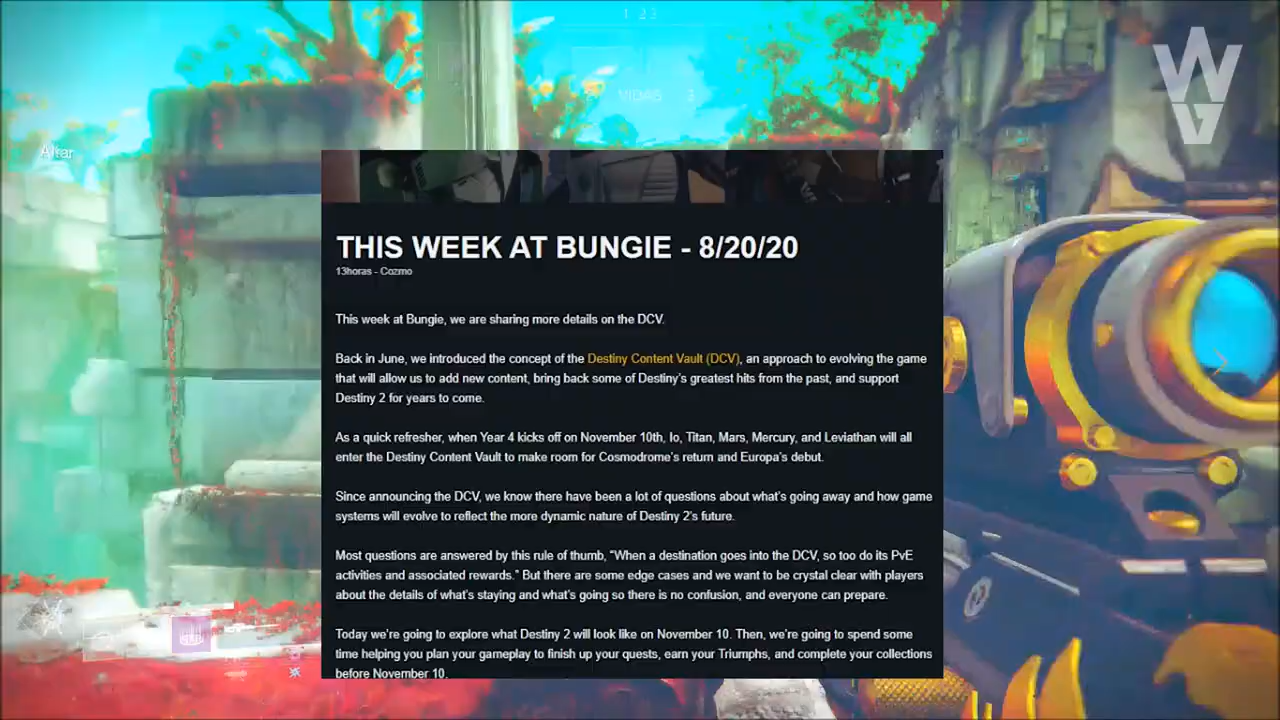 1 23
MIDAS 3
WG
Altar
THIS WEEK AT BUNGIE - 8/20/20
13horas - Cozmo
This week at Bungie, we are sharing more details on the DCV.
Back in June, we introduced the concept of the Destiny Content Vault (DCV), an approach to evolving the game
that will allow us to add new content, bring back some of Destiny's greatest hits from the past, and support
Destiny 2 for years to come.
As a quick refresher, when Year 4 kicks off on November 10th, Io, Titan, Mars, Mercury, and Leviathan will all
enter the Destiny Content Vault to make room for Cosmodrome's return and Europa's debut.
Since announcing the DCV, we know there have been a lot of questions about what's going away and how game
systems will evolve to reflect the more dynamic nature of Destiny 2's future.
Most questions are answered by this rule of thumb, "When a destination goes into the DCV, so too do its PvE
activities and associated rewards." But there are some edge cases and we want to be crystal clear with players
about the details of what's staying and what's going so there is no confusion, and everyone can prepare.
Today we're going to explore what Destiny 2 will look like on November 10. Then, we're going to spend some
time helping you plan your gameplay to finish up your quests, earn your Triumphs, and complete your collections
before November 10.